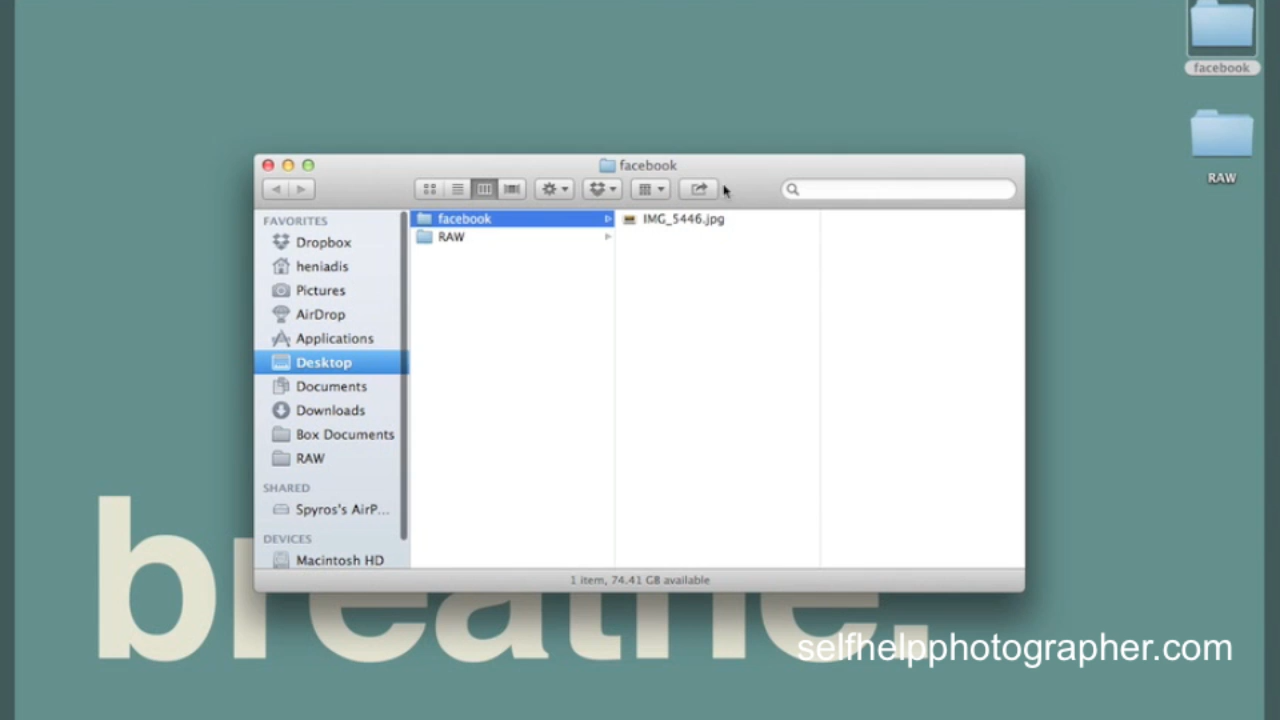 facebook
RAW
facebook
FAVORITES
Dropbox
heniadis
Pictures
AirDrop
Applications
Desktop
Documents
Downloads
Box Documents
RAW
SHARED
Spyros's AirP...
DEVICES
Macintosh HD
facebook
RAW
IMG_5446.jpg
1 item, 74.41 GB available
breathe.
selfhelpphotographer.com